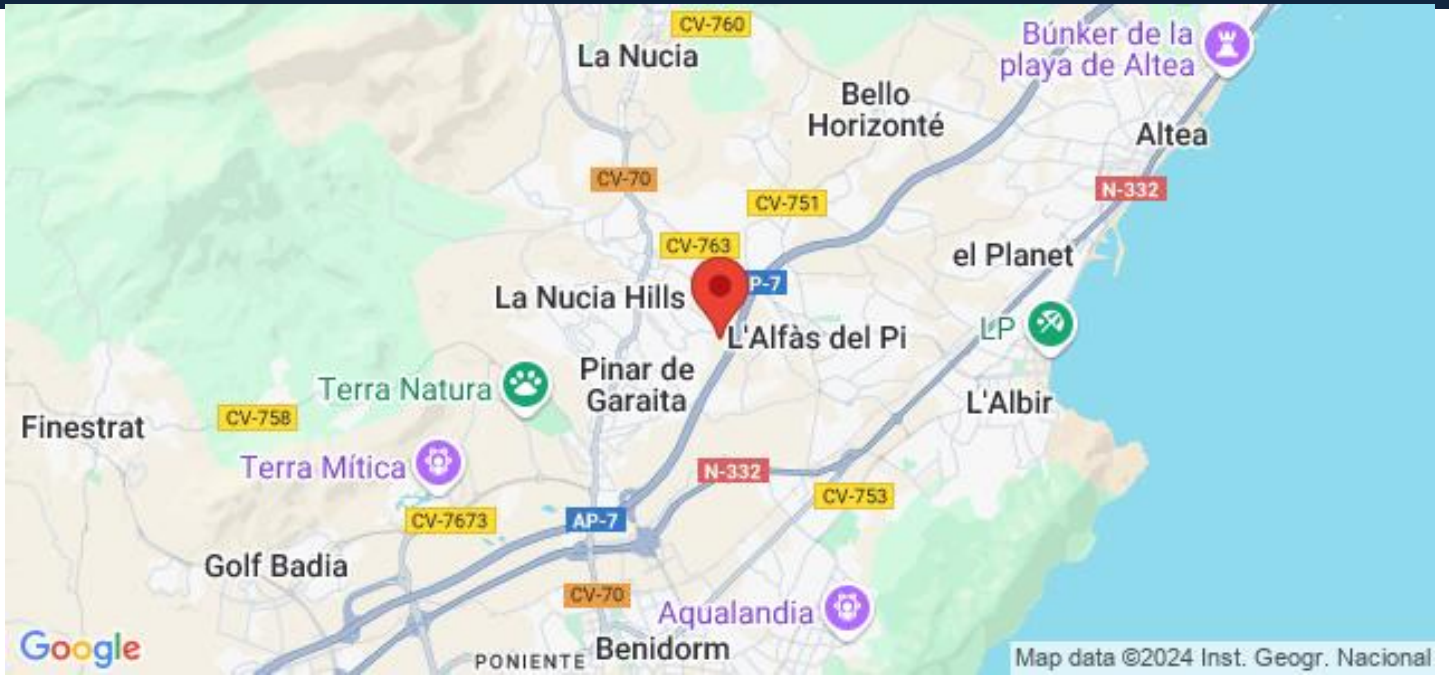 CV-760
La Nucia
Búnker de la
playa de Altea
Bello
Horizonté
Altea
CV-70
N-332
CV-751
CV-763
el Planet
P-7
La Nucia Hills
LP
L'Alfàs del Pi
Pinar de
Garaita
Terra Natura
L'Albir
CV-758
Finestrat
Terra Mítica
N-332
CV-753
CV-7673
AP-7
Golf Badia
CV-70
Aqualandia
Google
PONIENTE
Benidorm
Map data ©2024 Inst. Geogr. Nacional